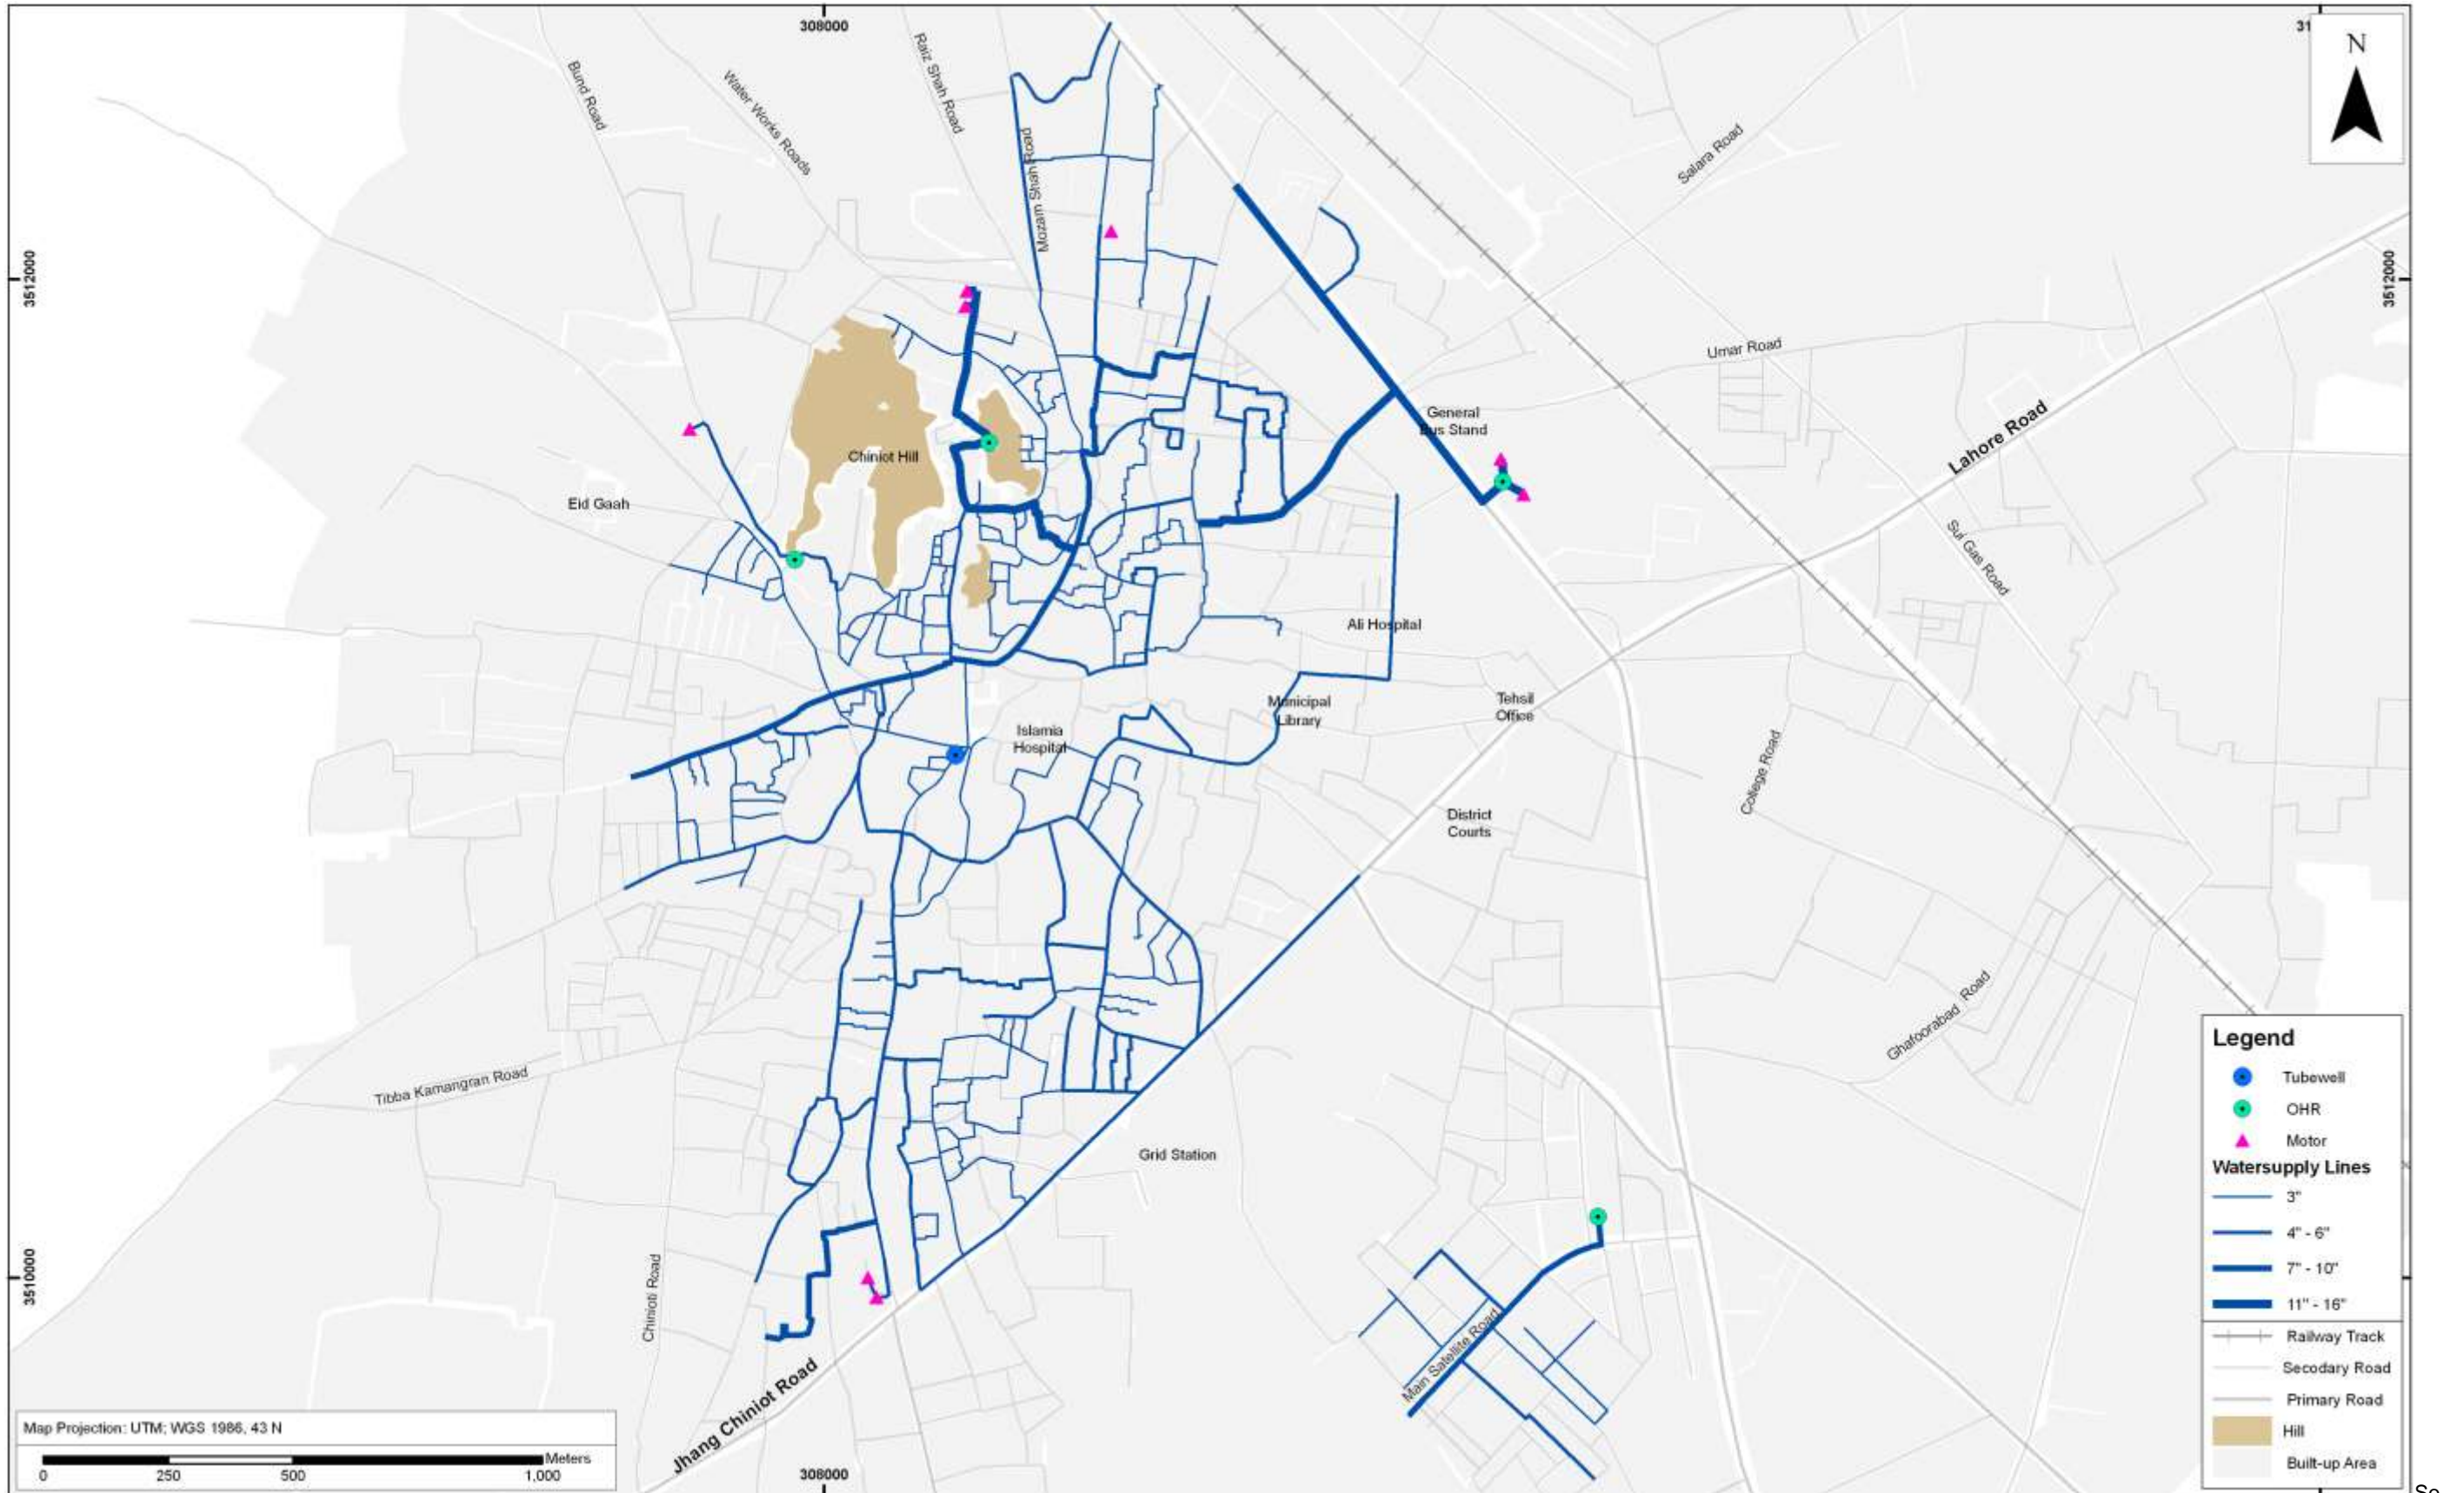 308000
31
N
Bund Road
Water Works Roads
Raiz Shah Road
Mozam Shah Road
Salara Road
3512000
3512000
Umar Road
General
Bus Stand
Lahore Road
Chiniot Hill
Eid Gaah
Sui Gas Road
Ali Hospital
Municipal
Library
Tehsil
Office
Islamia
Hospital
College Road
District
Courts
Ghafoorabad Road
Tibba Kamangran Road
Grid Station
3510000
Chinioti Road
Main Satellite Road
Jhang Chiniot Road
Legend
Tubewell
OHR
Motor
Watersupply Lines
3"
4" - 6"
7" - 10"
11" - 16"
Railway Track
Secodary Road
Primary Road
Hill
Built-up Area
Map Projection: UTM; WGS 1986, 43 N
Meters
0 250 500 1,000
308000
So